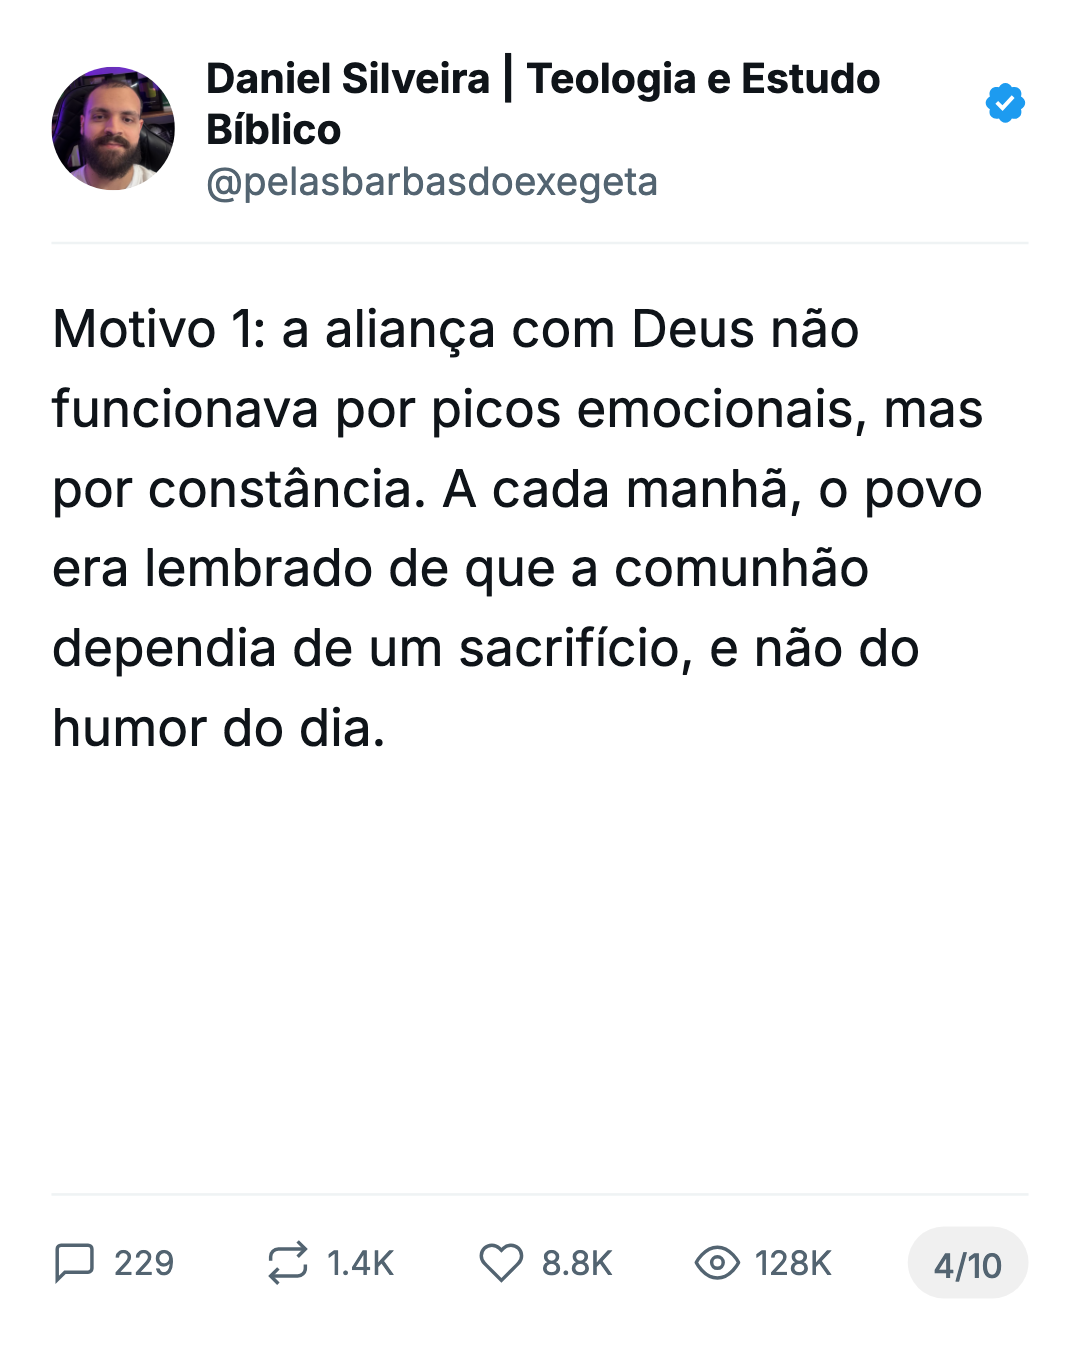 Daniel Silveira | Teologia e Estudo
Bíblico
@pelasbarbasdoexegeta
Motivo 1: a aliança com Deus não
funcionava por picos emocionais, mas
por constância. A cada manhã, o povo
era lembrado de que a comunhão
dependia de um sacrifício, e não do
humor do dia.
229 1.4K 8.8K 128K 4/10